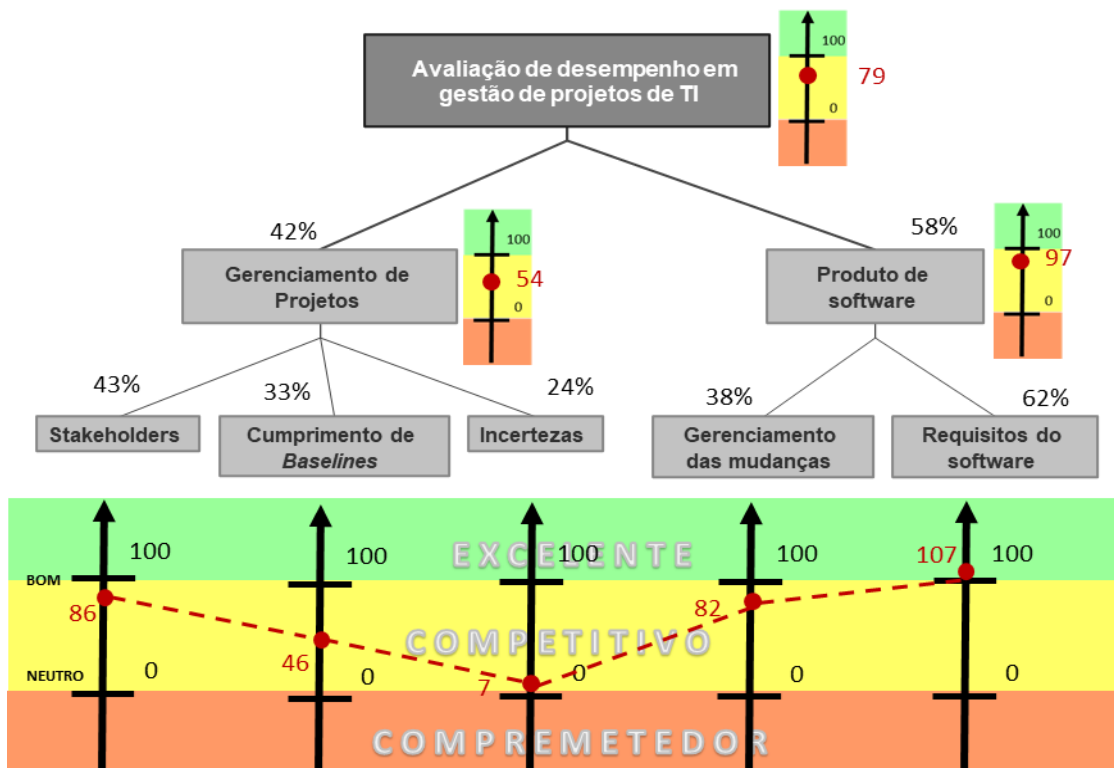 Avaliação de desempenho em
gestão de projetos de TI
100
0
79
42%
58%
Gerenciamento de
Projetos
100
0
54
Produto de
software
100
0
97
43%
33%
24%
38%
62%
Stakeholders
Cumprimento de
Baselines
Incertezas
Gerenciamento
das mudanças
Requisitos do
software
EXCELENTE
100
100
100
100
107
100
BOM
86
82
COMPETITIVO
46
NEUTRO
0
0
7
0
0
0
COMPREMETEDOR